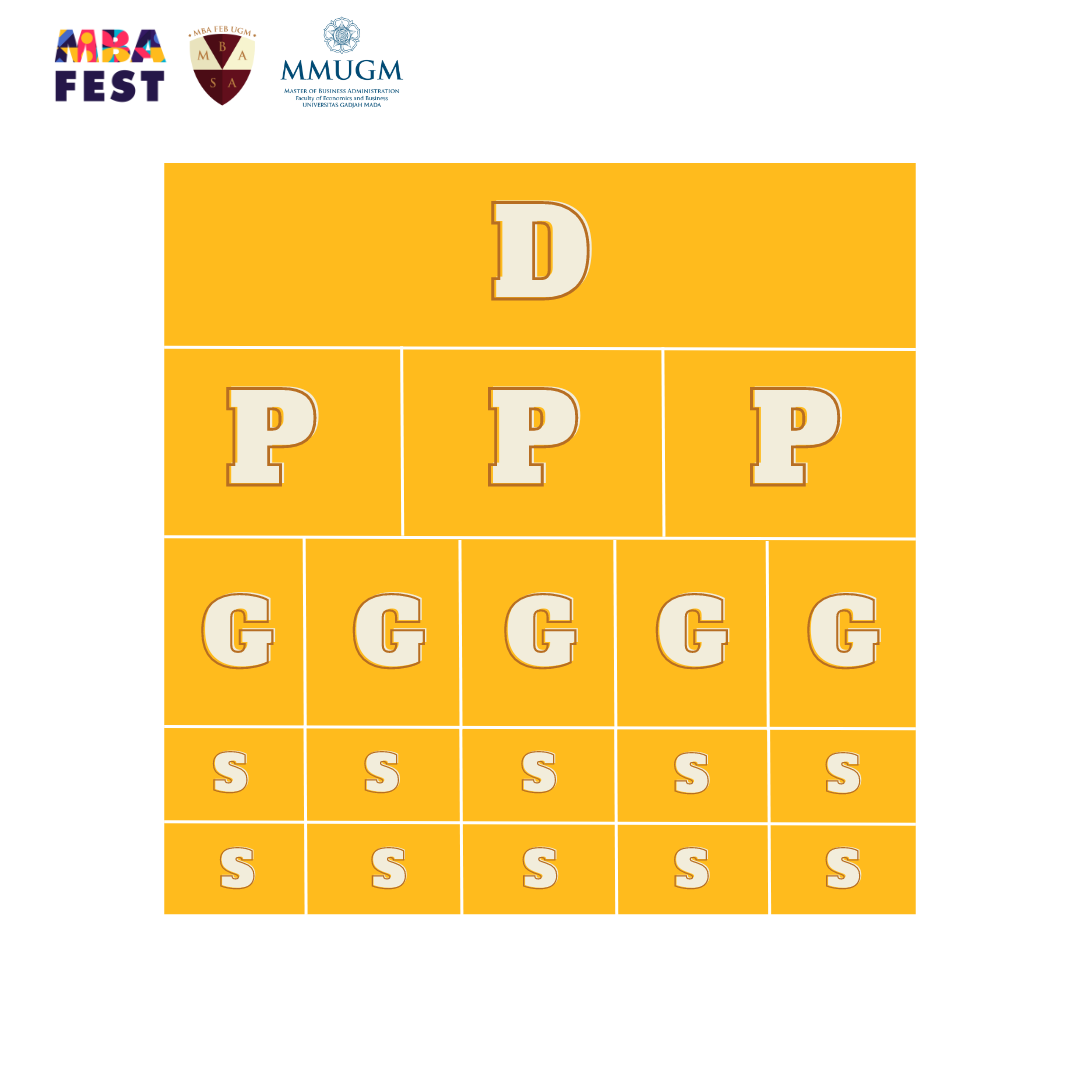 MBA
FEST
• MBA FEB UGM •
B
M A
S A
MMUGM
MASTER OF BUSINESS ADMINISTRATION
Faculty of Economics and Business
UNIVERSITAS GADJAH MADA
D
P P P
G G G G G
S S S S S
S S S S S